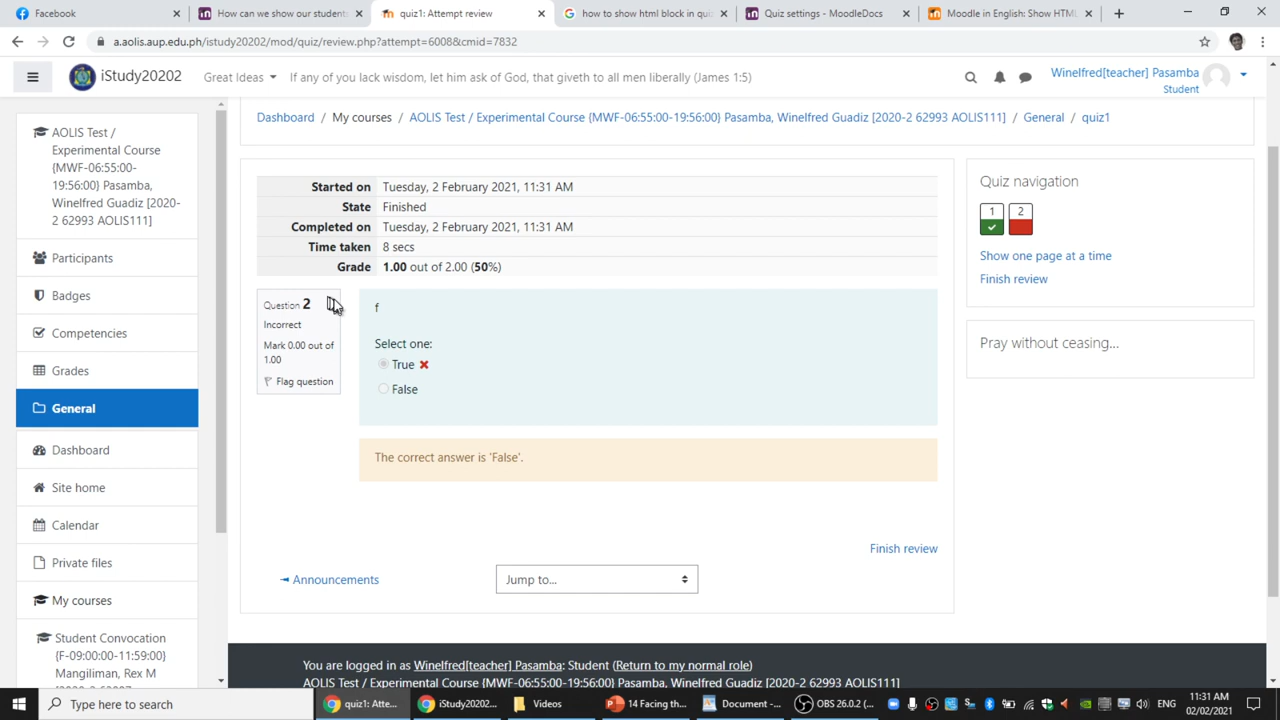 Facebook
How can we show our students
quiz1: Attempt review
how to show html block in quiz
Quiz settings - MoodleDocs
Moodle in English: Show HTML
a.aolis.aup.edu.ph/istudy20202/mod/quiz/review.php?attempt=6008&cmid=7832
iStudy20202
Great Ideas
If any of you lack wisdom, let him ask of God, that giveth to all men liberally (James 1:5)
Winelfred[teacher] Pasamba
Student
AOLIS Test /
Experimental Course
{MWF-06:55:00-
19:56:00} Pasamba,
Winelfred Guadiz [2020-
2 62993 AOLIS111]
Participants
Badges
Competencies
Grades
General
Dashboard
Site home
Calendar
Private files
My courses
Student Convocation
{F-09:00:00-11:59:00}
Mangiliman, Rex M
Dashboard / My courses / AOLIS Test / Experimental Course {MWF-06:55:00-19:56:00} Pasamba, Winelfred Guadiz [2020-2 62993 AOLIS111] / General / quiz1
Started on Tuesday, 2 February 2021, 11:31 AM
State Finished
Completed on Tuesday, 2 February 2021, 11:31 AM
Time taken 8 secs
Grade 1.00 out of 2.00 (50%)
Question 2
Incorrect
Mark 0.00 out of
1.00
Flag question
f
Select one:
True
False
The correct answer is 'False'.
Finish review
Announcements
Jump to...
Quiz navigation
1 2
Show one page at a time
Finish review
Pray without ceasing...
You are logged in as Winelfred[teacher] Pasamba: Student (Return to my normal role)
AOLIS Test / Experimental Course {MWF-06:55:00-19:56:00} Pasamba, Winelfred Guadiz [2020-2 62993 AOLIS111]
Type here to search
quiz1: Atte...
iStudy20202...
Videos
14 Facing th...
Document -...
OBS 26.0.2 (...
ENG
11:31 AM
02/02/2021